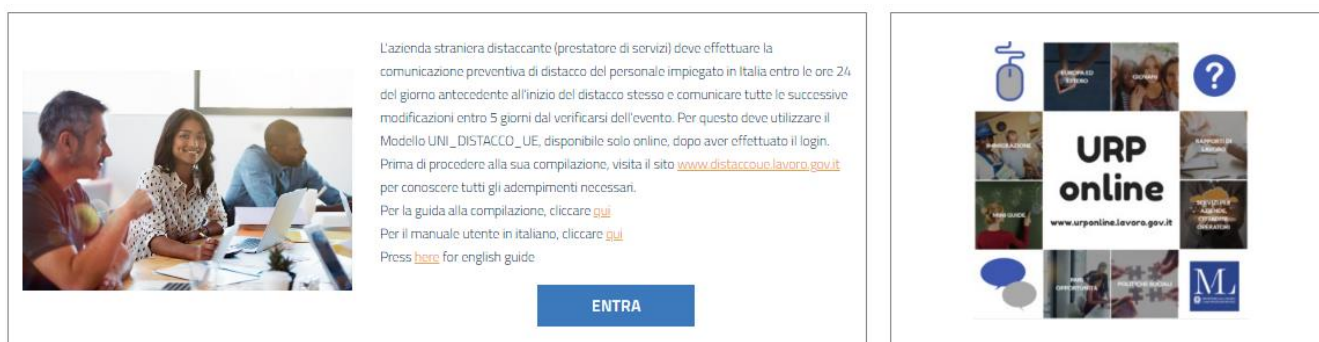 L'azienda straniera distaccante (prestatore di servizi) deve effettuare la
comunicazione preventiva di distacco del personale impiegato in Italia entro le ore 24
del giorno antecedente all'inizio del distacco stesso e comunicare tutte le successive
modificazioni entro 5 giorni dal verificarsi dell'evento. Per questo deve utilizzare il
Modello UNI_DISTACCO_UE, disponibile solo online, dopo aver effettuato il login.
Prima di procedere alla sua compilazione, visita il sito www.distaccoue.lavoro.gov.it
per conoscere tutti gli adempimenti necessari.
Per la guida alla compilazione, cliccare qui
Per il manuale utente in italiano, cliccare qui
Press here for english guide
ENTRA
EUROPA ED
ESTERO
GIOVANI
?
IMMIGRAZIONE
URP
online
www.urponline.lavoro.gov.it
RAPPORTI DI
LAVORO
MINI GUIDE
SERVIZI PER
AZIENDE,
CITTADINI
OPERATORI
PARI
OPPORTUNITÀ
POLITICHE SOCIALI
ML